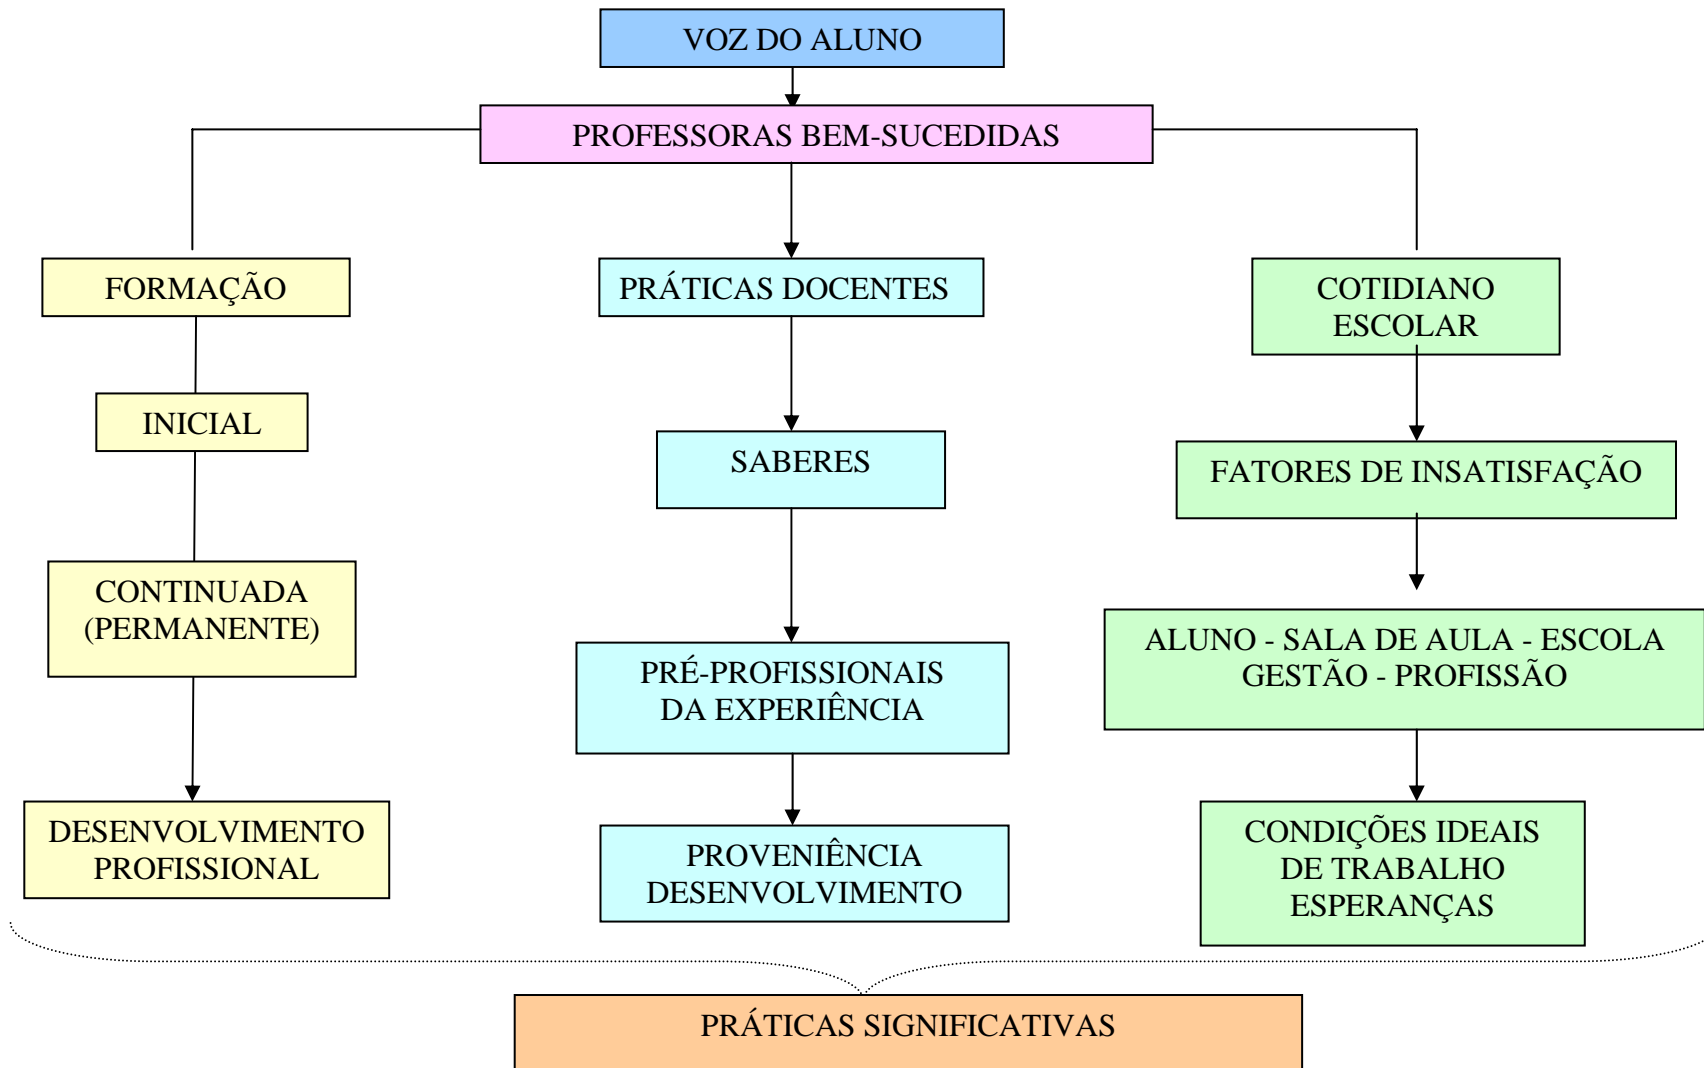 VOZ DO ALUNO
PROFESSORAS BEM-SUCEDIDAS
FORMAÇÃO
INICIAL
CONTINUADA
(PERMANENTE)
DESENVOLVIMENTO
PROFISSIONAL
PRÁTICAS DOCENTES
SABERES
PRÉ-PROFISSIONAIS
DA EXPERIÊNCIA
PROVENIÊNCIA
DESENVOLVIMENTO
COTIDIANO
ESCOLAR
FATORES DE INSATISFAÇÃO
ALUNO - SALA DE AULA - ESCOLA
GESTÃO - PROFISSÃO
CONDIÇÕES IDEAIS
DE TRABALHO
ESPERANÇAS
PRÁTICAS SIGNIFICATIVAS